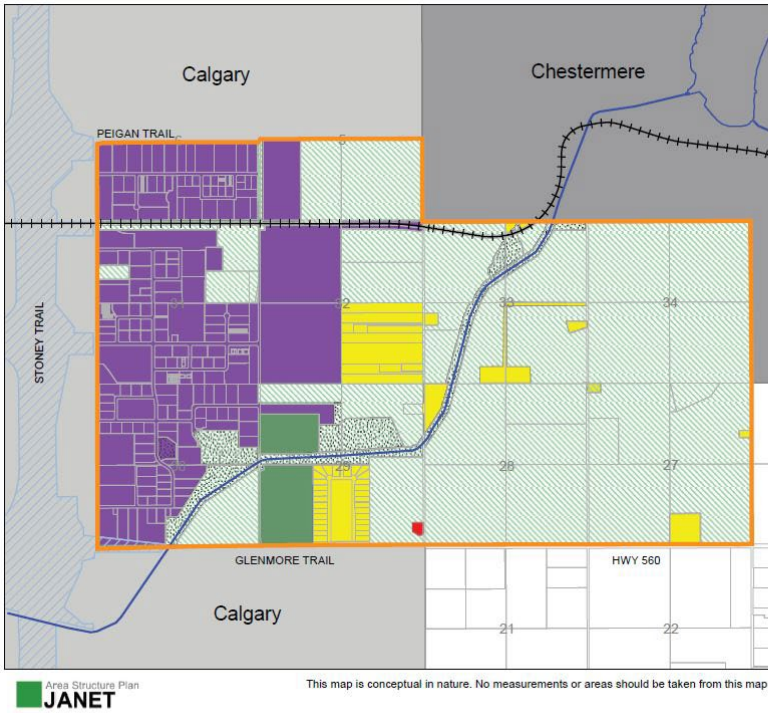 Calgary
Chestermere
PEIGAN TRAIL
5
STONEY TRAIL
31
32
33
34
29
28
27
GLENMORE TRAIL
HWY 560
Calgary
21
22
Area Structure Plan
JANET
This map is conceptual in nature. No measurements or areas should be taken from this map